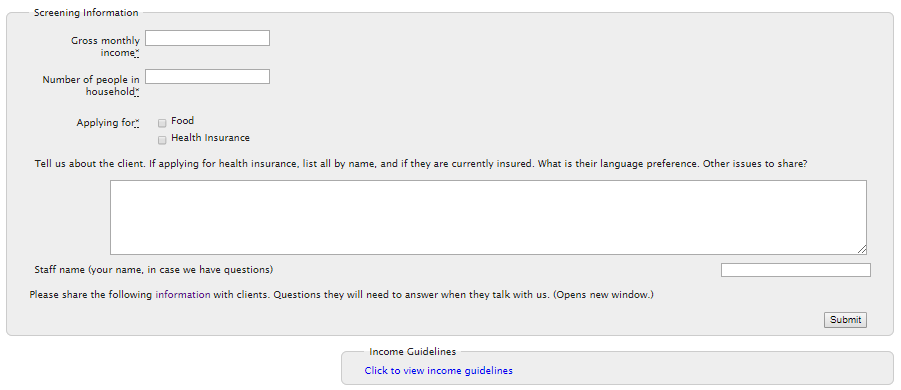 Screening Information
Gross monthly
income*
Number of people in
household*
Applying for*
Food
Health Insurance
Tell us about the client. If applying for health insurance, list all by name, and if they are currently insured. What is their language preference. Other issues to share?
Staff name (your name, in case we have questions)
Please share the following information with clients. Questions they will need to answer when they talk with us. (Opens new window.)
Submit
Income Guidelines
Click to view income guidelines